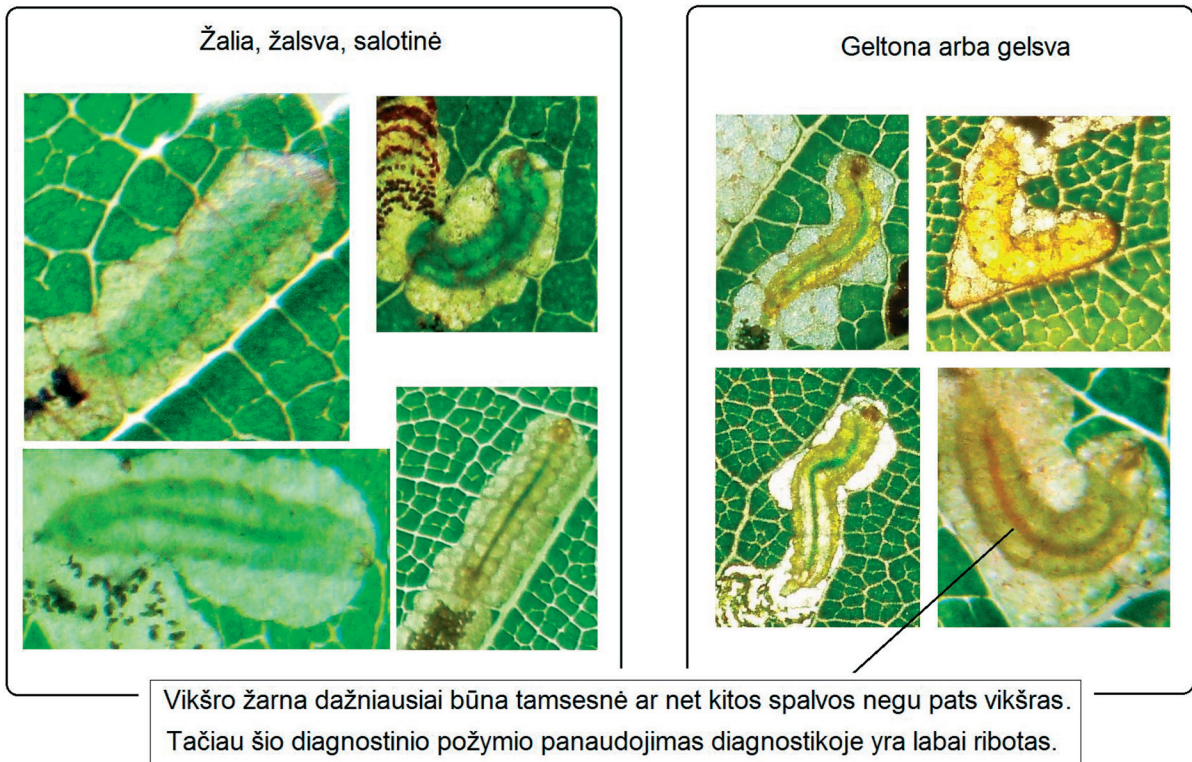 Žalia, žalsva, salotinė
Geltona arba gelsva
Vikšro žarna dažniausiai būna tamsesnė ar net kitos spalvos negu pats vikšras.
Tačiau šio diagnostinio požymio panaudojimas diagnostikoje yra labai ribotas.